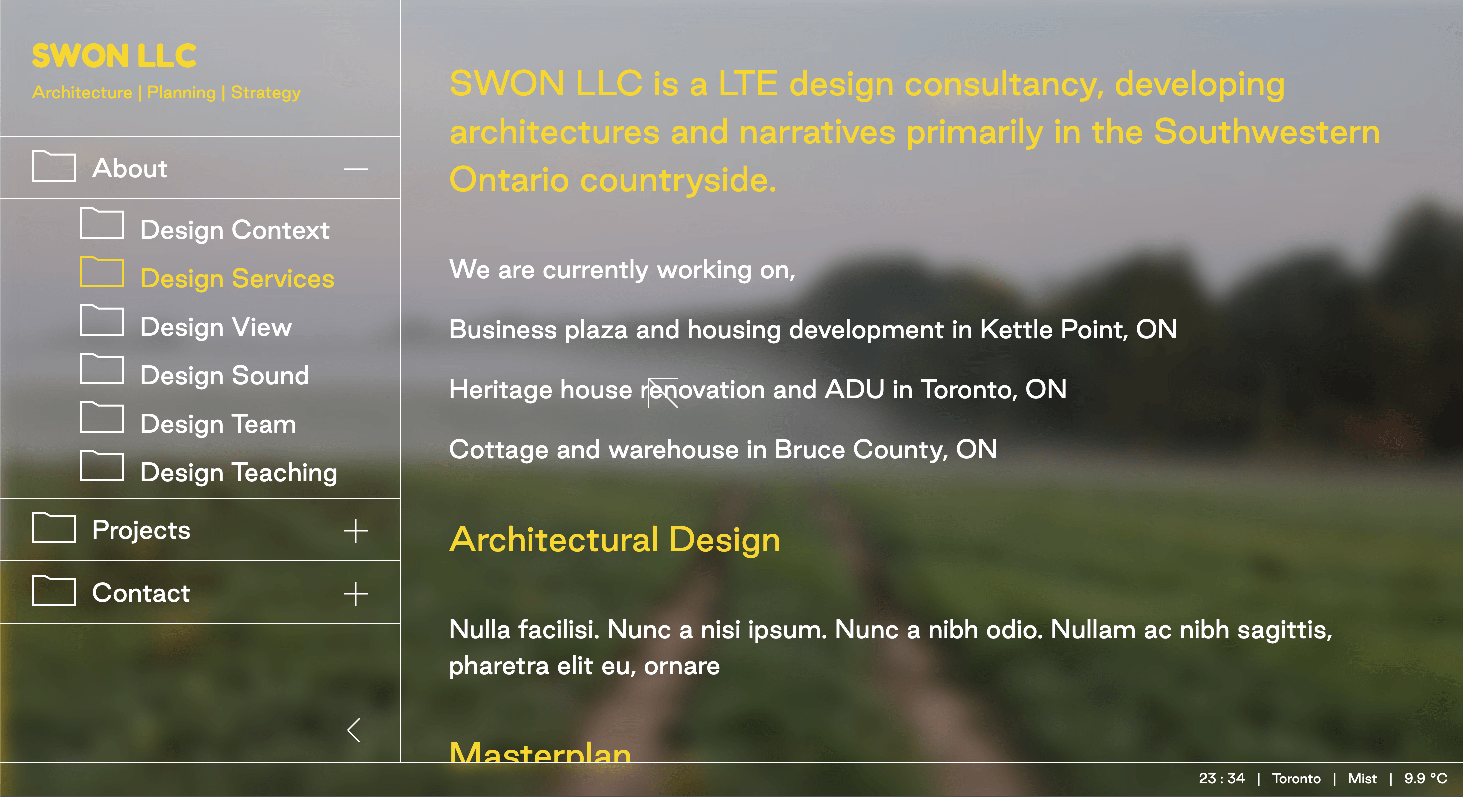 SWON LLC
Architecture | Planning | Strategy
About
Design Context
Design Services
Design View
Design Sound
Design Team
Design Teaching
Projects
Contact
SWON LLC is a LTE design consultancy, developing
architectures and narratives primarily in the Southwestern
Ontario countryside.
We are currently working on,
Business plaza and housing development in Kettle Point, ON
Heritage house renovation and ADU in Toronto, ON
Cottage and warehouse in Bruce County, ON
Architectural Design
Nulla facilisi. Nunc a nisi ipsum. Nunc a nibh odio. Nullam ac nibh sagittis,
pharetra elit eu, ornare
Masterplan
23 : 34 | Toronto | Mist | 9.9 °C